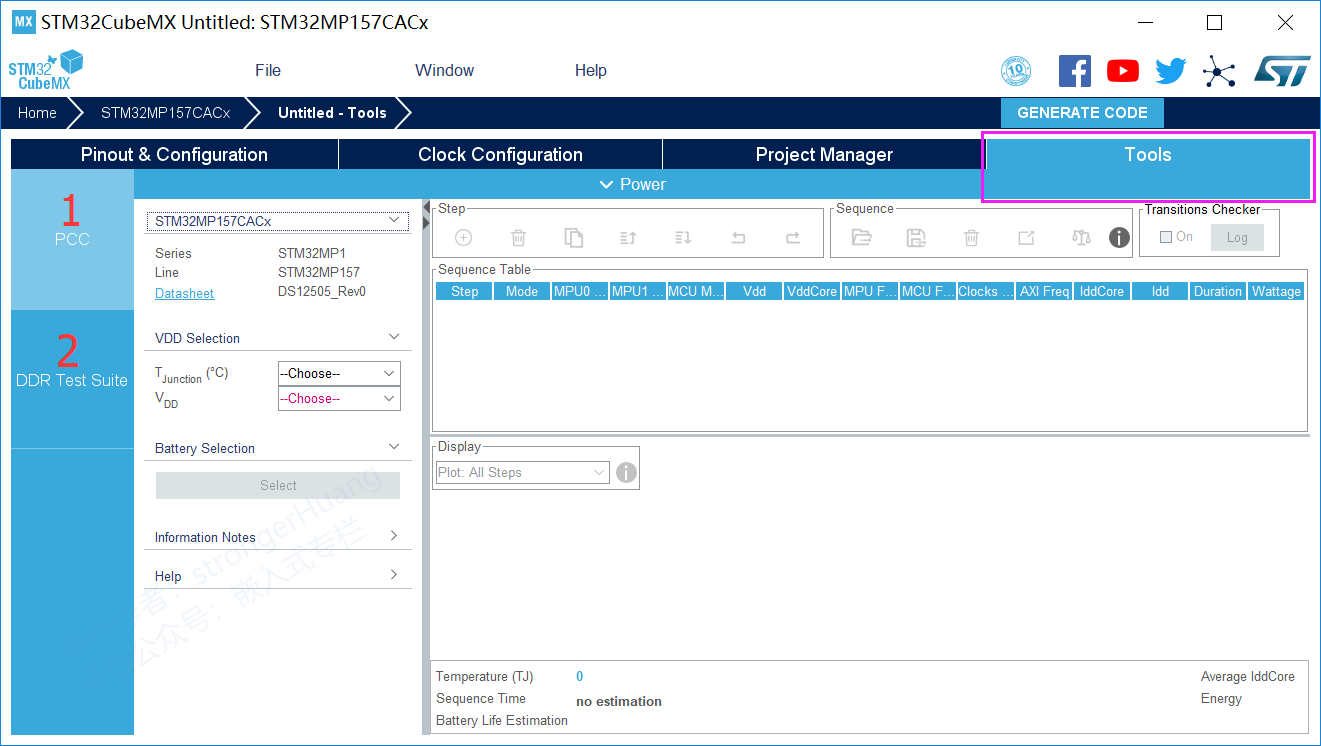 MX STM32CubeMX Untitled: STM32MP157CACx
STM32
CubeMX
File Window Help
10
Home STM32MP157CACx Untitled - Tools GENERATE CODE
Pinout & Configuration Clock Configuration Project Manager Tools
Power
1
PCC
2
DDR Test Suite
STM32MP157CACx
Series STM32MP1
Line STM32MP157
Datasheet DS12505_Rev0
VDD Selection
TJunction (°C) --Choose--
VDD --Choose--
Battery Selection
Select
Information Notes
Help
Step
Sequence
Transitions Checker
On Log
Sequence Table
Step Mode MPU0 ... MPU1 ... MCU M... Vdd VddCore MPU F... MCU F... Clocks ... AXI Freq IddCore Idd Duration Wattage
Display
Plot: All Steps
Temperature (TJ) 0 Average IddCore
Sequence Time no estimation Energy
Battery Life Estimation
者：strongerHuang
公众号：嵌入式专栏